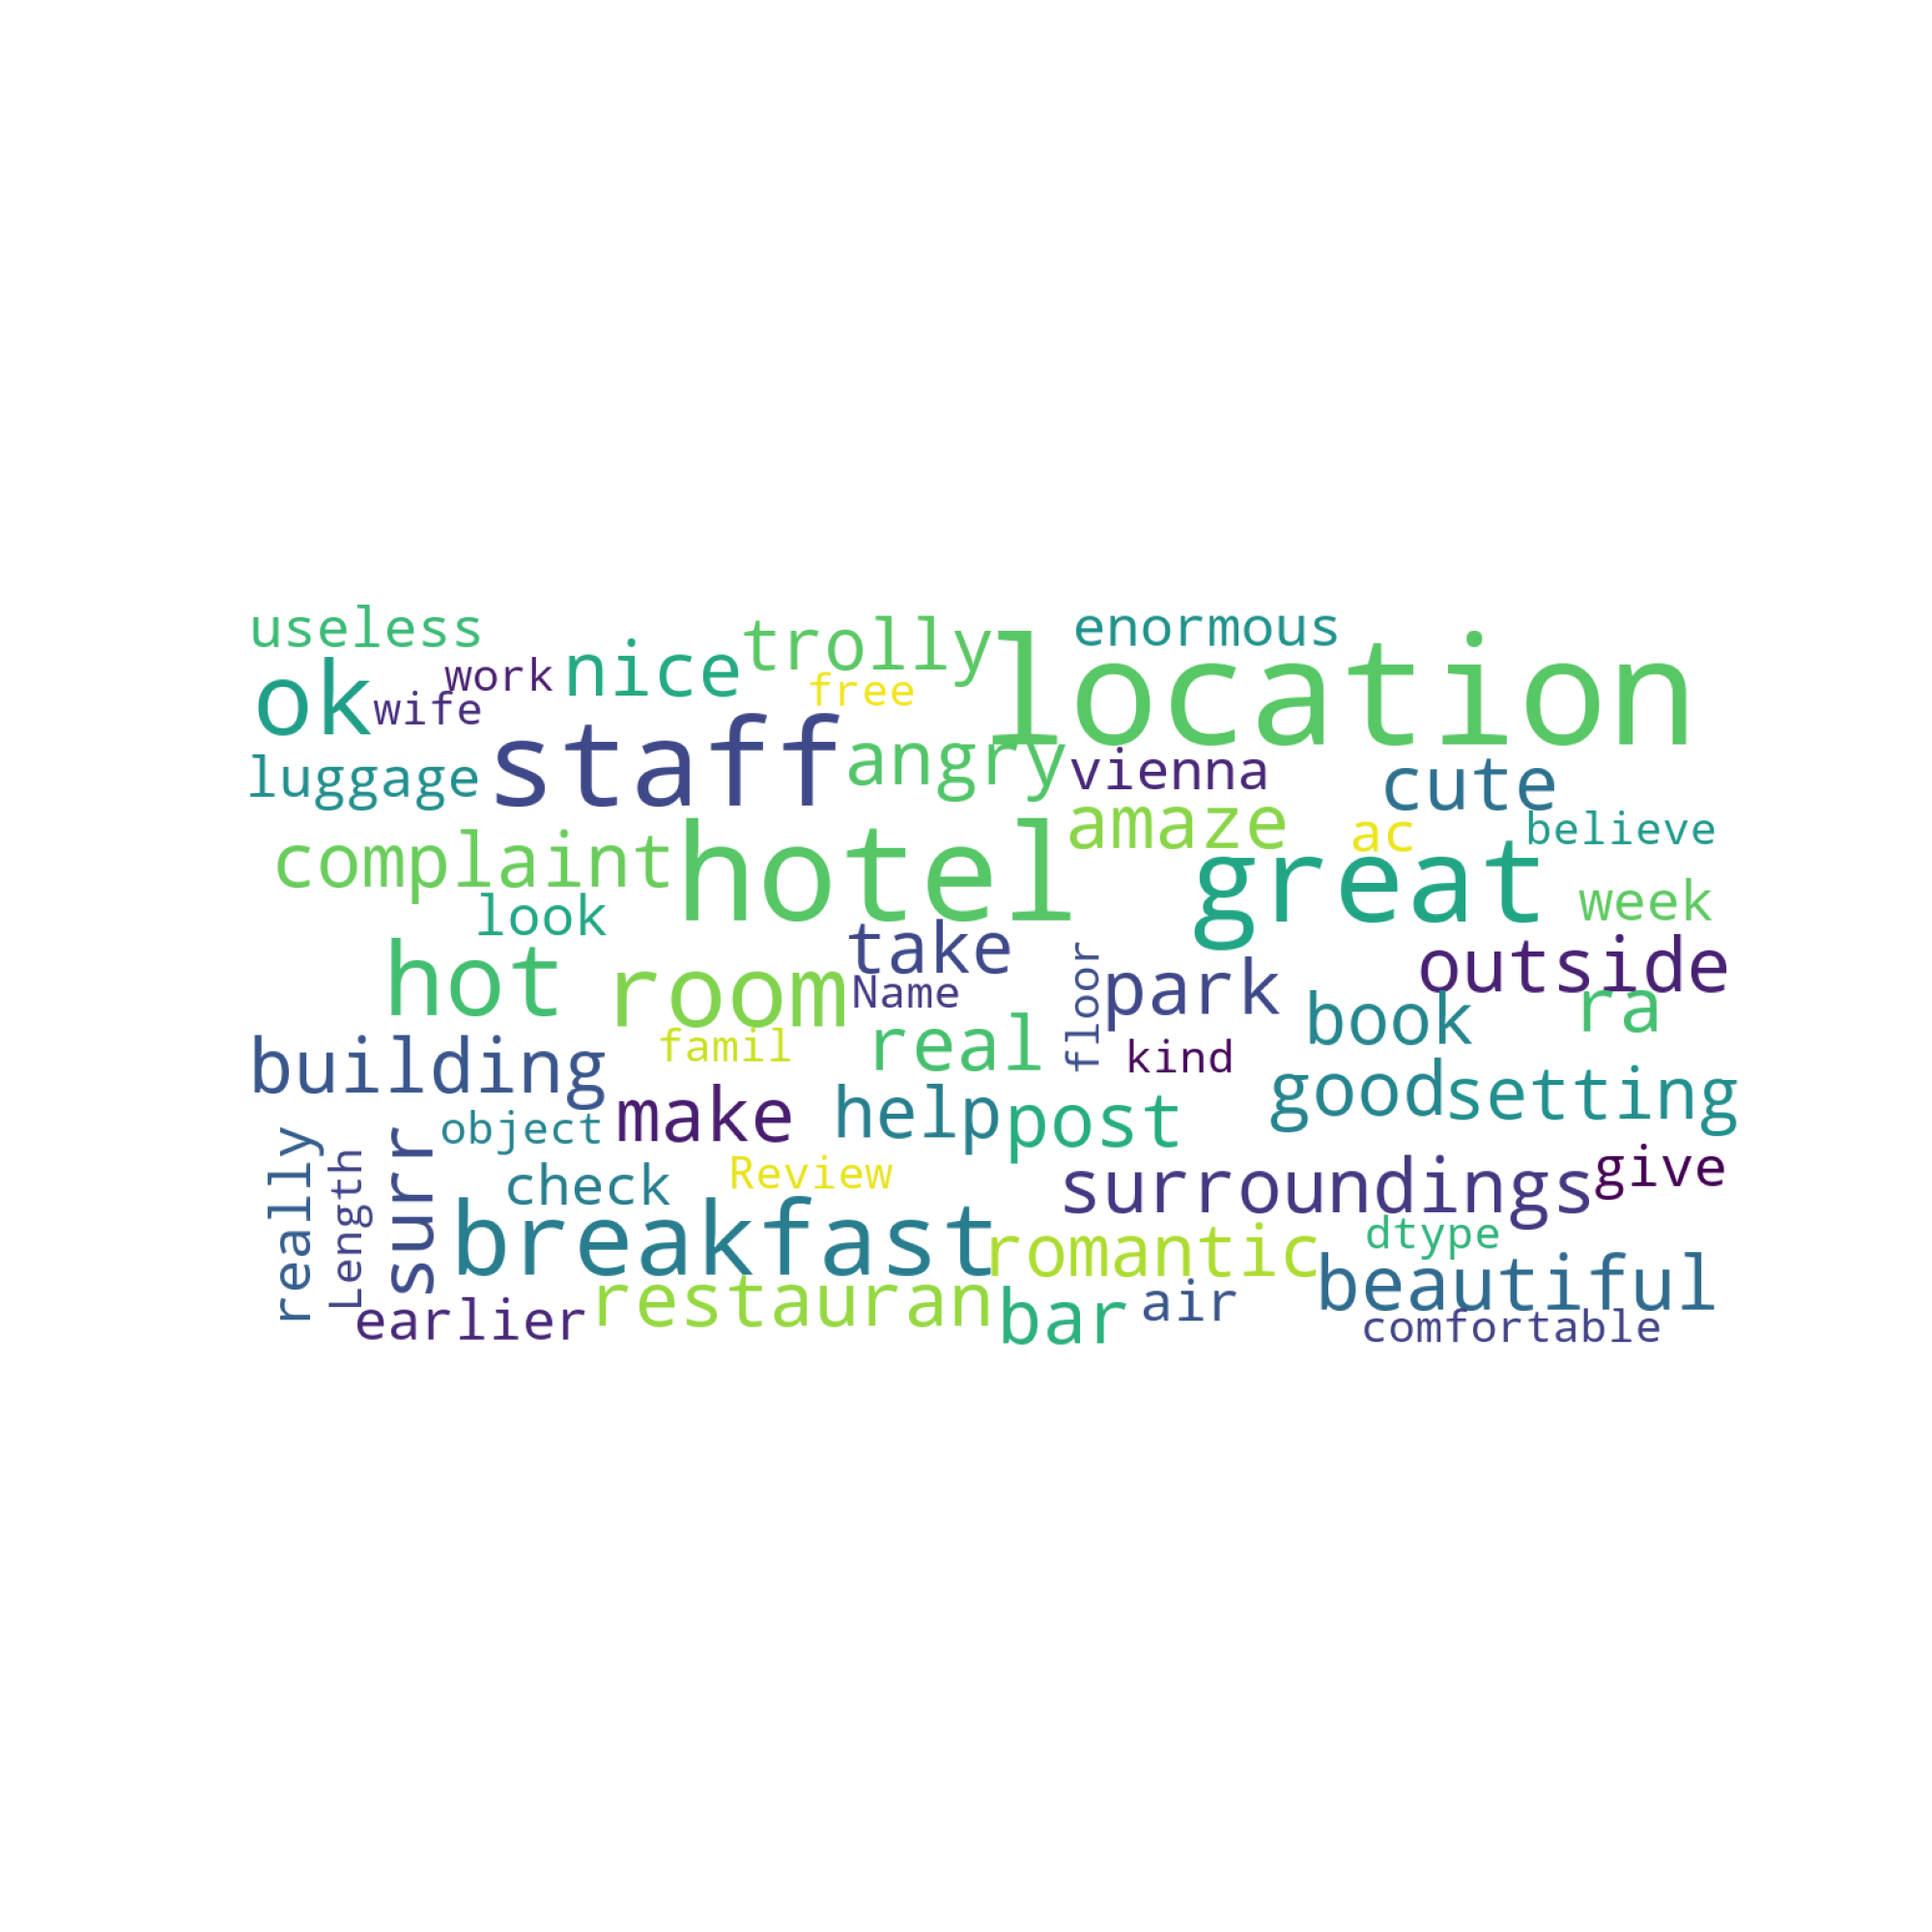 useless
trolly
enormous
location
ok
work
nice
free
wife
staff
angry
vienna
luggage
cute
amaze
ac
believe
complaint
hotel
great
look
week
hot
room
take
Name
floor
park
outside
ra
book
building
famil
real
kind
good
setting
object
make
help
post
really
Length
surr
check
Review
surroundings
give
breakfast
romantic
dtype
beautiful
earlier
restauran
bar
air
comfortable